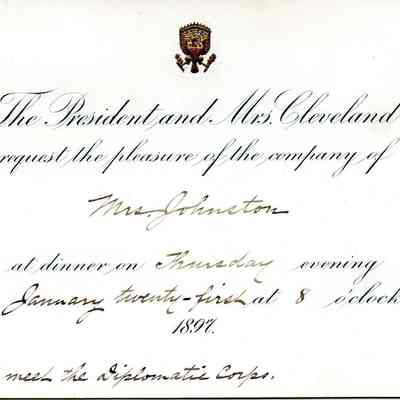 The President and Mrs. Cleveland
request the pleasure of the company of
Mrs. Johnston
at dinner on Thursday evening
January twenty-first at 8 o'clock
1897.
meet the Diplomatic Corps.